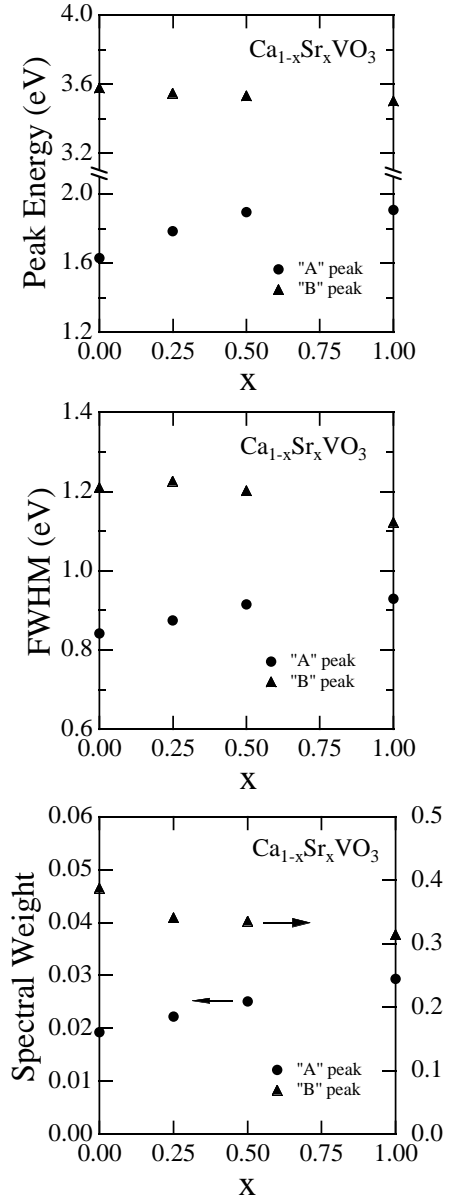 4.0
Ca1-xSrxVO3
3.6
3.2
2.0
1.6
1.2
Peak Energy (eV)
"A" peak
"B" peak
0.00 0.25 0.50 0.75 1.00
X
1.4
Ca1-xSrxVO3
1.2
1.0
0.8
0.6
FWHM (eV)
"A" peak
"B" peak
0.00 0.25 0.50 0.75 1.00
X
0.06 0.5
Ca1-xSrxVO3
0.05
0.4
0.04
0.3
0.03
0.2
0.02
0.01 0.1
0.00 0.0
Spectral Weight
"A" peak
"B" peak
0.00 0.25 0.50 0.75 1.00
X